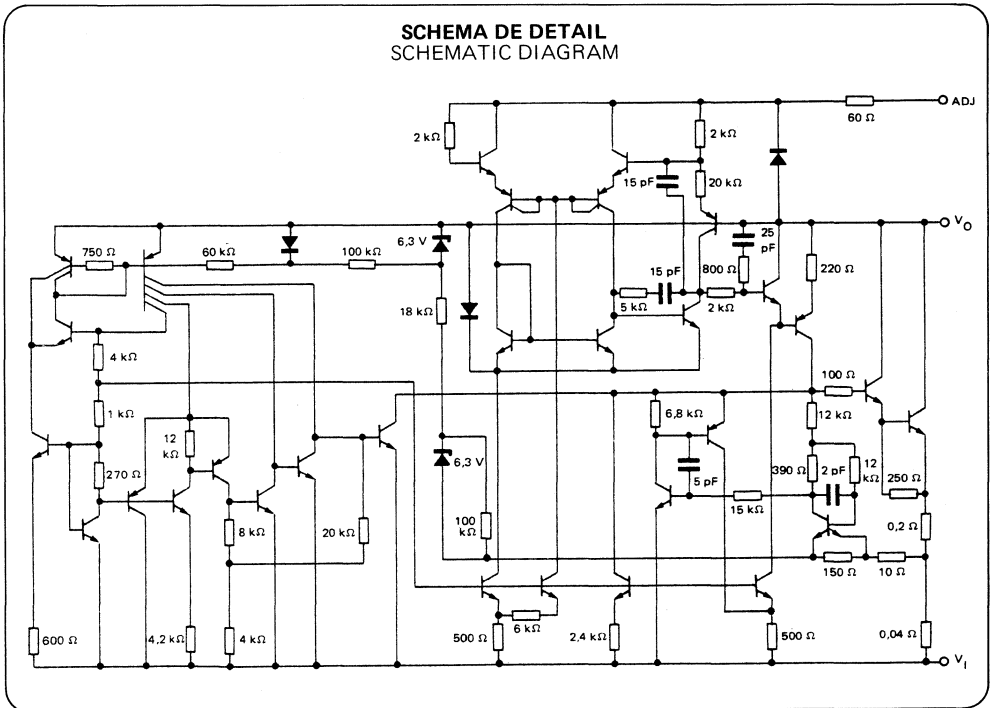 SCHEMA DE DETAIL
SCHEMATIC DIAGRAM
ADJ
60 Ω
2 kΩ
2 kΩ
15 pF
20 kΩ
V_O
750 Ω
60 kΩ
100 kΩ
6,3 V
25 pF
800 Ω
220 Ω
15 pF
5 kΩ
2 kΩ
18 kΩ
4 kΩ
100 Ω
1 kΩ
6,8 kΩ
12 kΩ
12 kΩ
6,3 V
5 pF
390 Ω
2 pF
12 kΩ
250 Ω
270 Ω
15 kΩ
8 kΩ
20 kΩ
100 kΩ
0,2 Ω
150 Ω
10 Ω
600 Ω
4,2 kΩ
4 kΩ
500 Ω
6 kΩ
2,4 kΩ
500 Ω
0,04 Ω
V_I